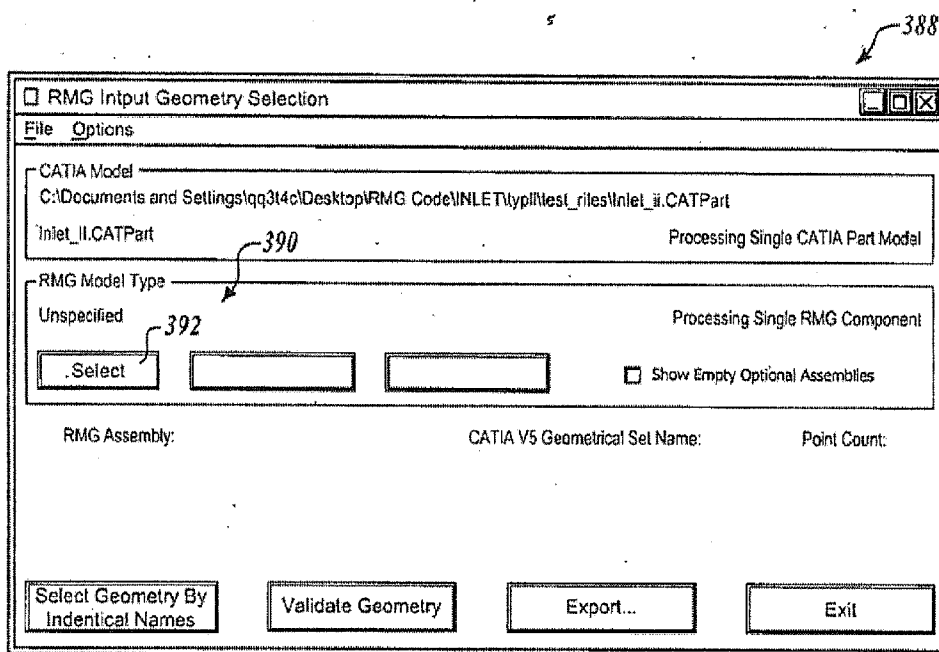 5
388
RMG Intput Geometry Selection
File Options
CATIA Model
C:\Documents and Settings\qq3t4c\Desktop\RMG Code\INLET\typII\test_riles\Inlet_ii.CATPart
Inlet_II.CATPart
390
Processing Single CATIA Part Model
RMG Model Type
Unspecified
392
Processing Single RMG Component
.Select
Show Empty Optional Assemblies
RMG Assembly: CATIA V5 Geometrical Set Name: Point Count:
Select Geometry By
Indentical Names
Validate Geometry
Export...
Exit